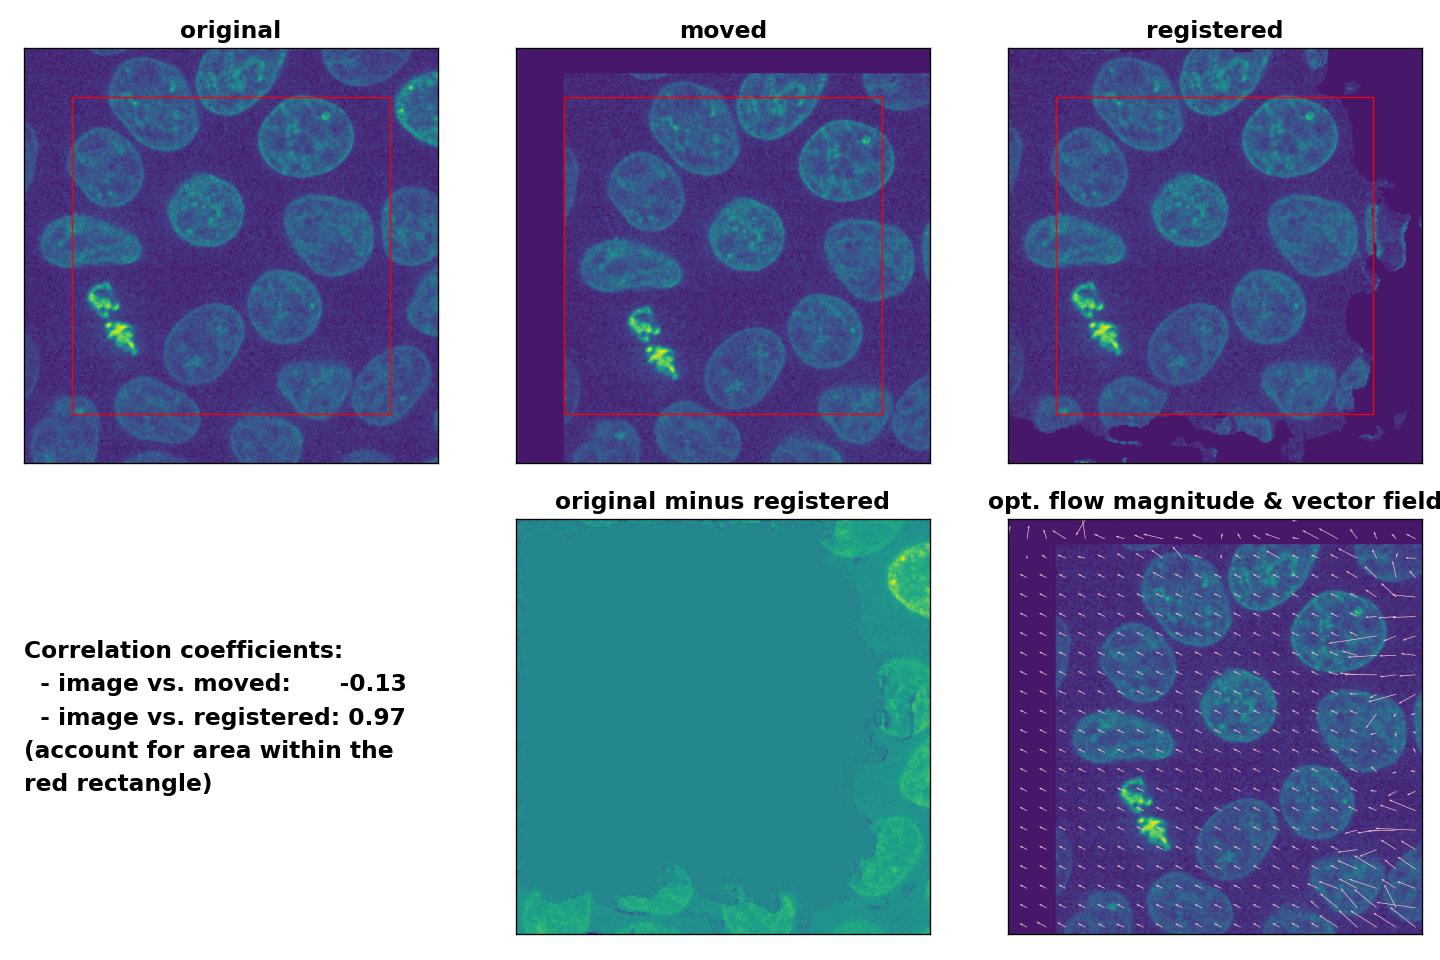 original
moved
registered
original minus registered
opt. flow magnitude & vector field
Correlation coefficients:
- image vs. moved: -0.13
- image vs. registered: 0.97
(account for area within the
red rectangle)